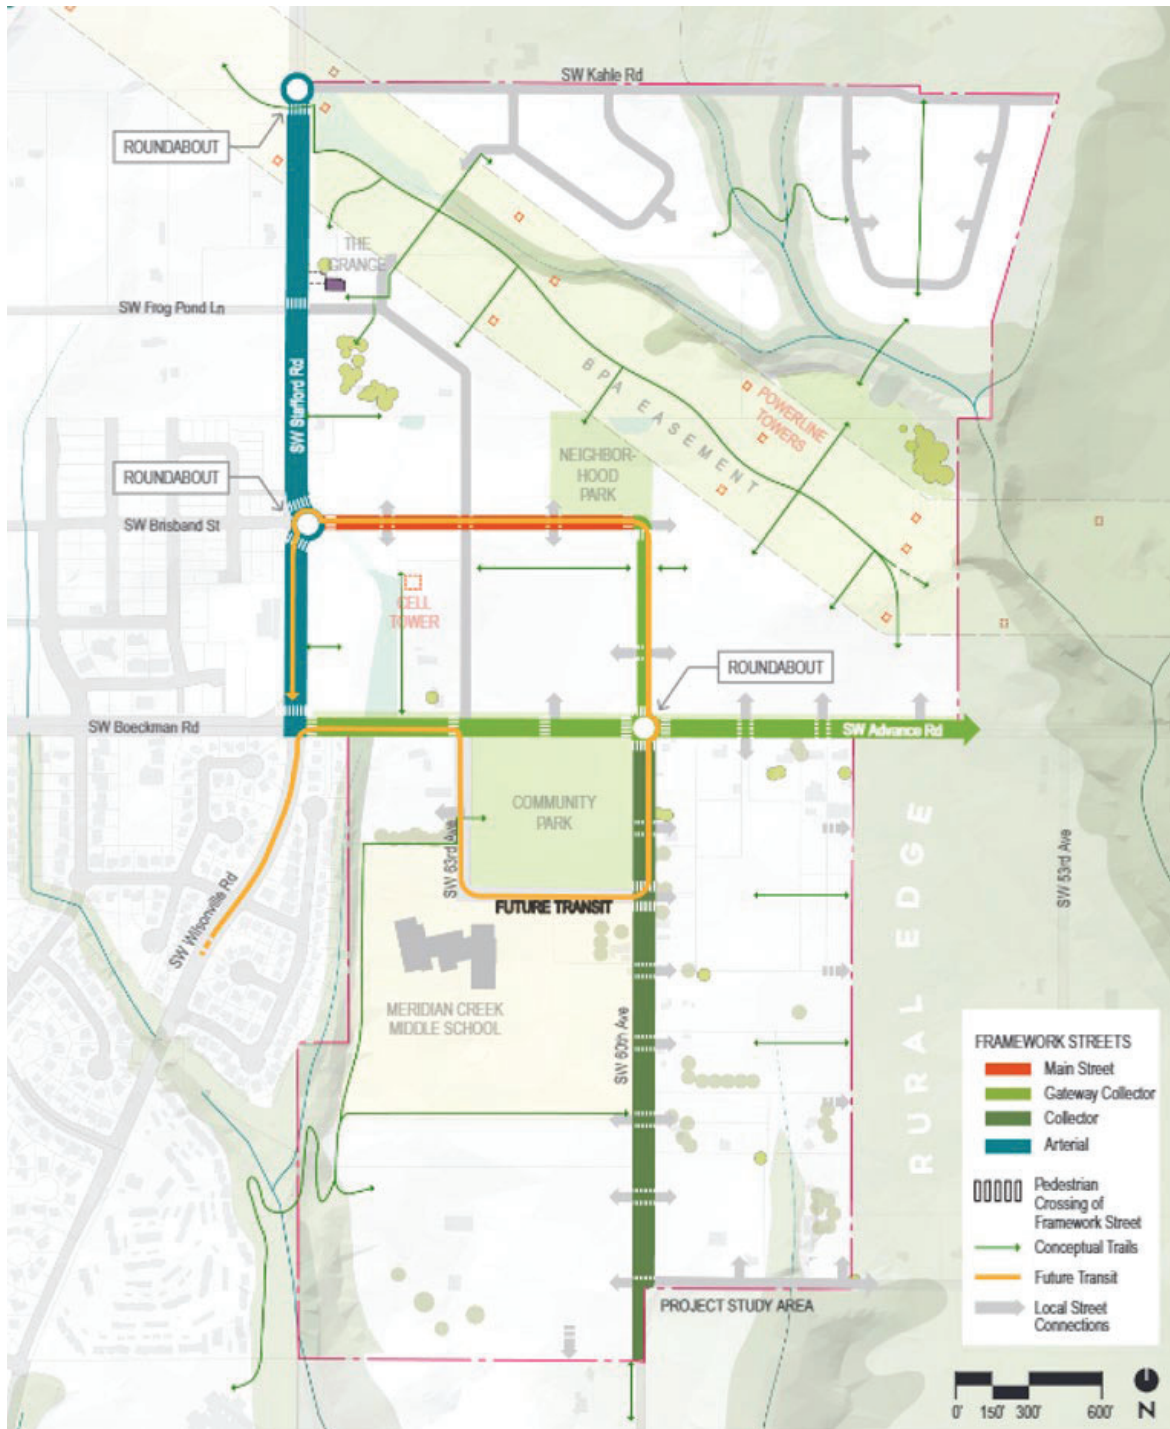 SW Kahle Rd
ROUNDABOUT
THE
GRANGE
SW Frog Pond Ln
SW Stafford Rd
BPA EASEMENT
POWERLINE
TOWERS
NEIGHBOR-
HOOD
PARK
ROUNDABOUT
SW Brisband St
CELL
TOWER
ROUNDABOUT
SW Boeckman Rd
SW Advance Rd
COMMUNITY
PARK
SW 63rd Ave
SW 53rd Ave
RURAL EDGE
SW Wilsonville Rd
FUTURE TRANSIT
MERIDIAN CREEK
MIDDLE SCHOOL
SW 60th Ave
PROJECT STUDY AREA
FRAMEWORK STREETS
Main Street
Gateway Collector
Collector
Arterial
Pedestrian
Crossing of
Framework Street
Conceptual Trails
Future Transit
Local Street
Connections
0' 150' 300' 600' N